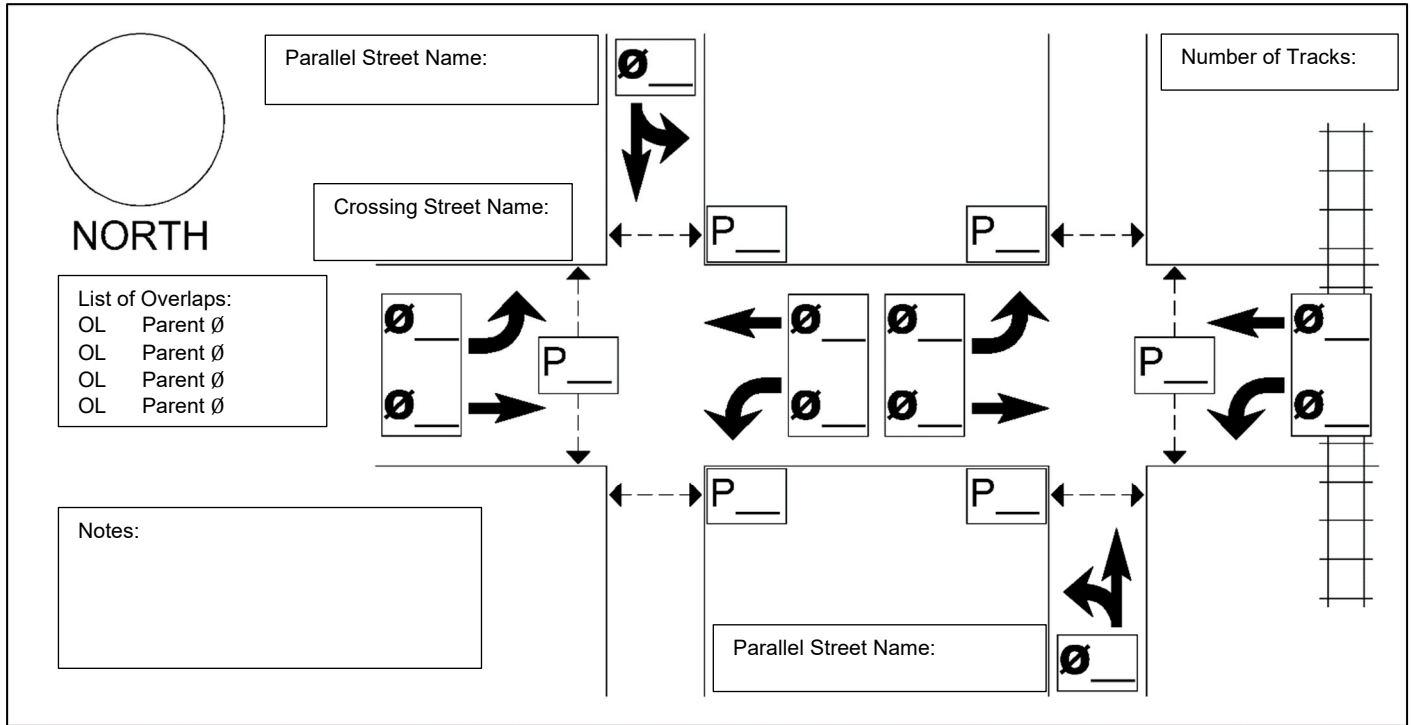 Parallel Street Name:
Ø__
Number of Tracks:
NORTH
Crossing Street Name:
P__
P__
List of Overlaps:
OL Parent Ø
OL Parent Ø
OL Parent Ø
OL Parent Ø
Ø__
Ø__
P__
Ø__
Ø__
Ø__
Ø__
P__
Ø__
Ø__
P__
P__
Notes:
Parallel Street Name:
Ø__